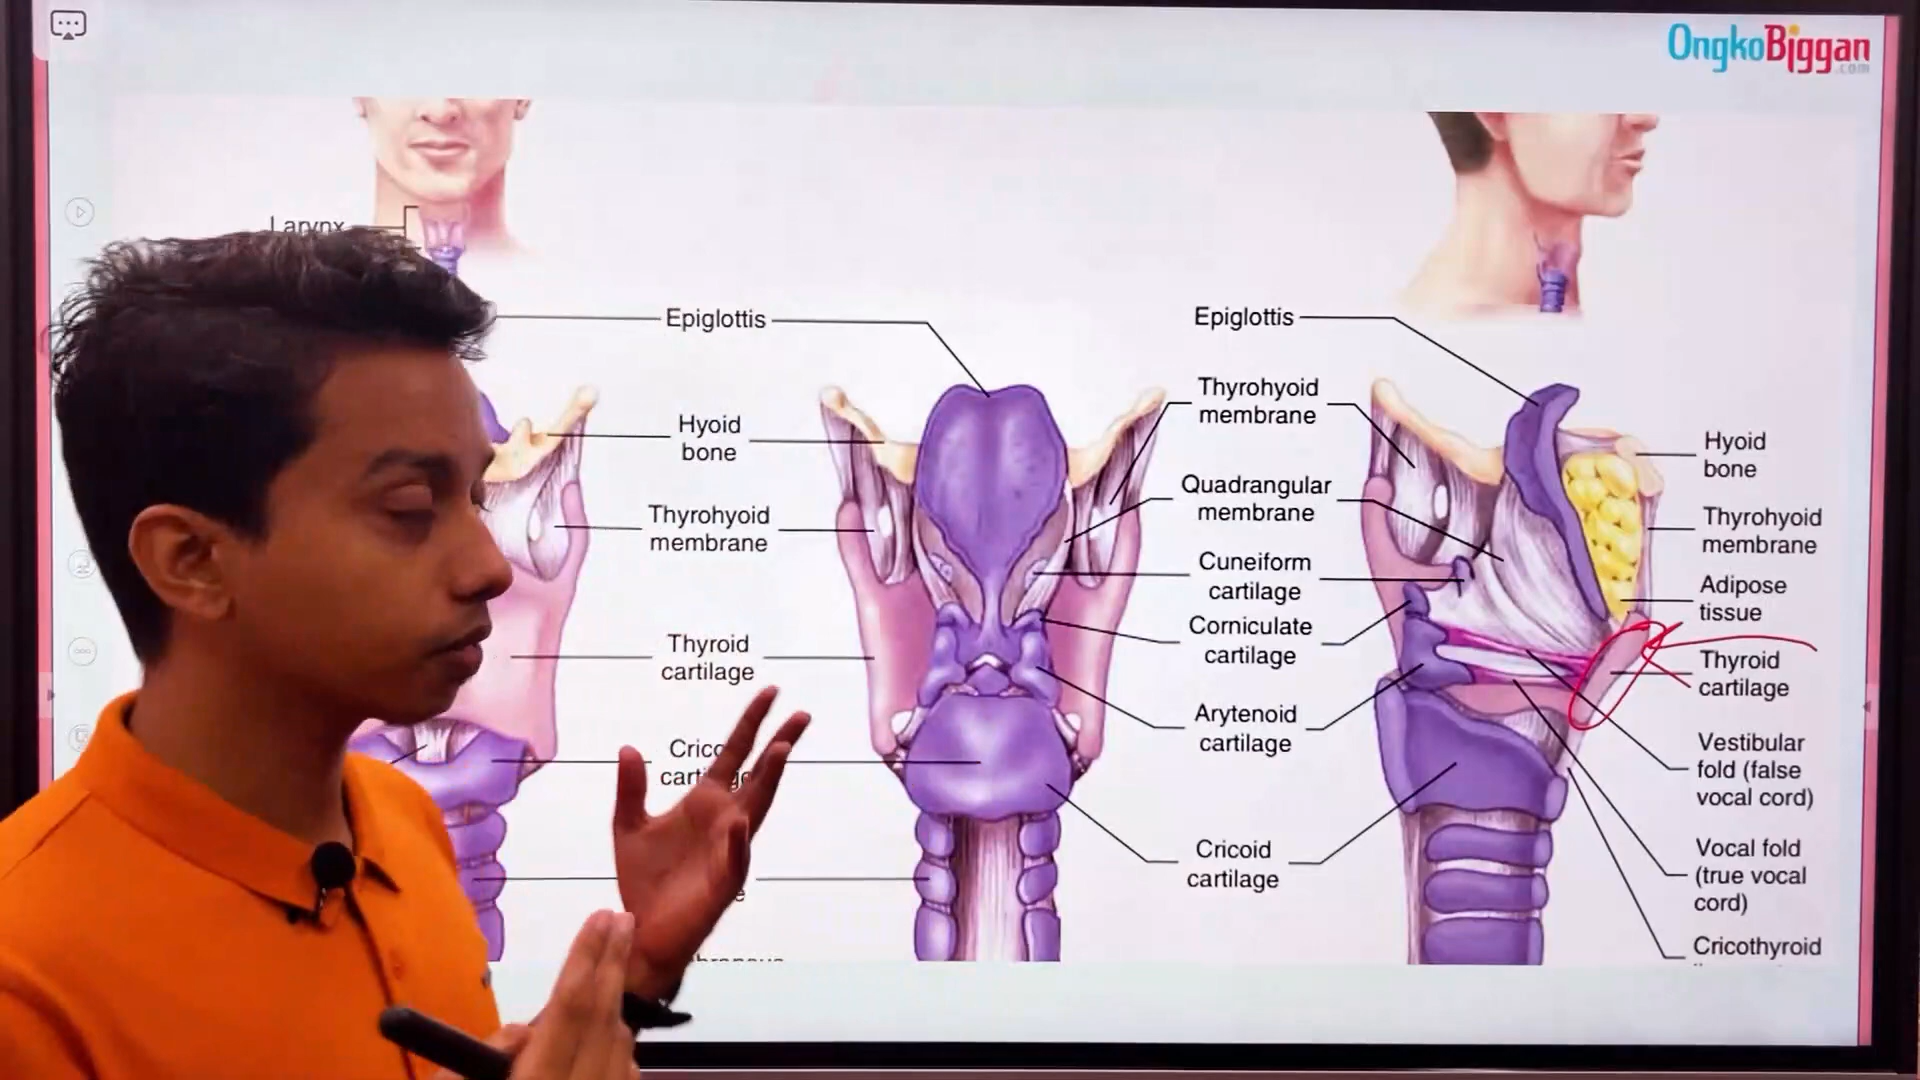 OngkoBiggan
.com
Larynx
Epiglottis
Hyoid
bone
Thyrohyoid
membrane
Thyroid
cartilage
Epiglottis
Thyrohyoid
membrane
Quadrangular
membrane
Cuneiform
cartilage
Corniculate
cartilage
Arytenoid
cartilage
Cricoid
cartilage
Hyoid
bone
Thyrohyoid
membrane
Adipose
tissue
Thyroid
cartilage
Vestibular
fold (false
vocal cord)
Vocal fold
(true vocal
cord)
Cricothyroid